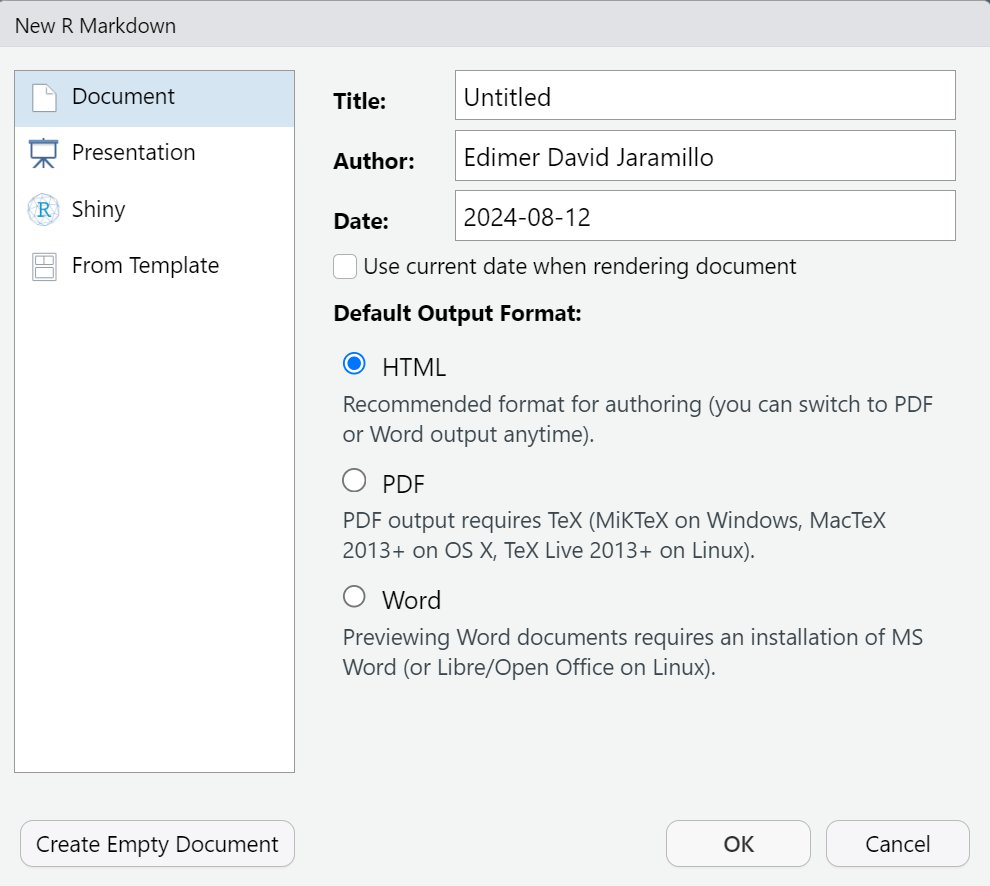 New R Markdown
Document
Presentation
Shiny
From Template
Title:
Untitled
Author:
Edimer David Jaramillo
Date:
2024-08-12
Use current date when rendering document
Default Output Format:
HTML
Recommended format for authoring (you can switch to PDF
or Word output anytime).
PDF
PDF output requires TeX (MiKTeX on Windows, MacTeX
2013+ on OS X, TeX Live 2013+ on Linux).
Word
Previewing Word documents requires an installation of MS
Word (or Libre/Open Office on Linux).
Create Empty Document
OK
Cancel